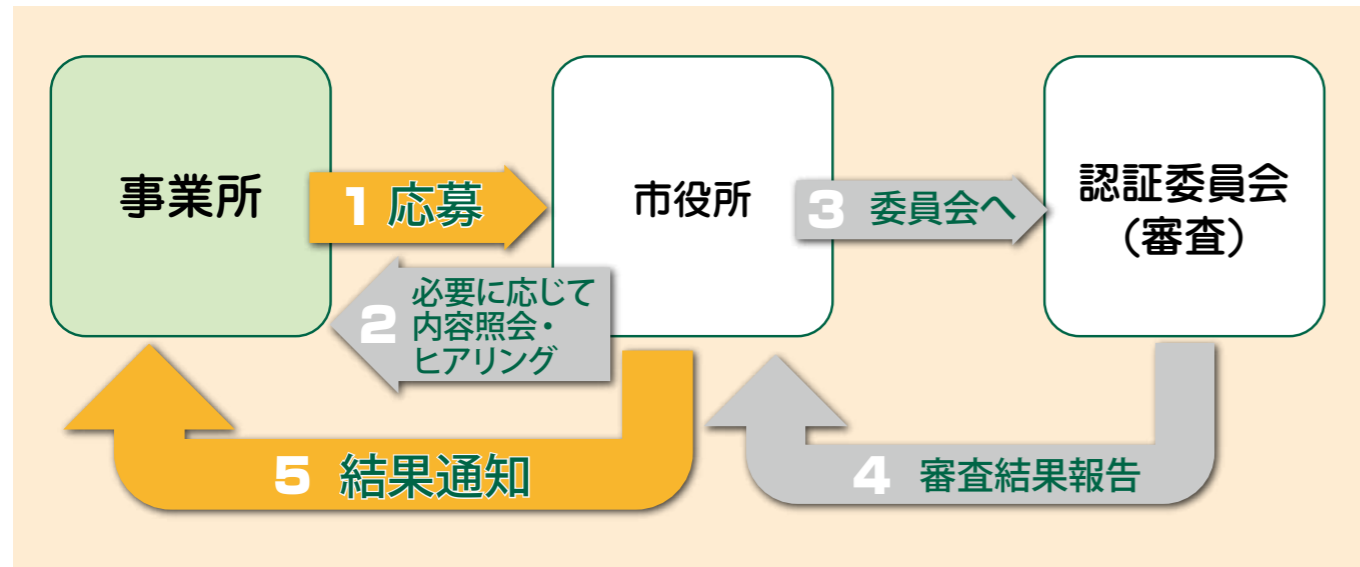 事業所
1 応募
市役所
3 委員会へ
認証委員会
(審査)
2 必要に応じて
内容照会・
ヒアリング
5 結果通知
4 審査結果報告